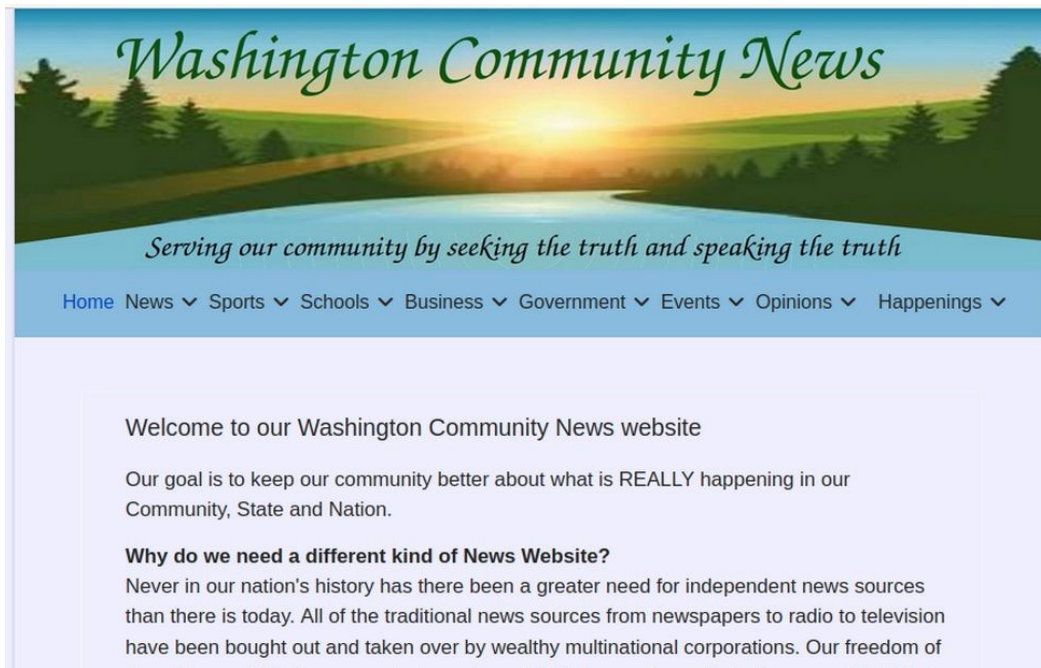 Washington Community News
Serving our community by seeking the truth and speaking the truth
Home News Sports Schools Business Government Events Opinions Happenings
Welcome to our Washington Community News website
Our goal is to keep our community better about what is REALLY happening in our
Community, State and Nation.
Why do we need a different kind of News Website?
Never in our nation's history has there been a greater need for independent news sources
than there is today. All of the traditional news sources from newspapers to radio to television
have been bought out and taken over by wealthy multinational corporations. Our freedom of